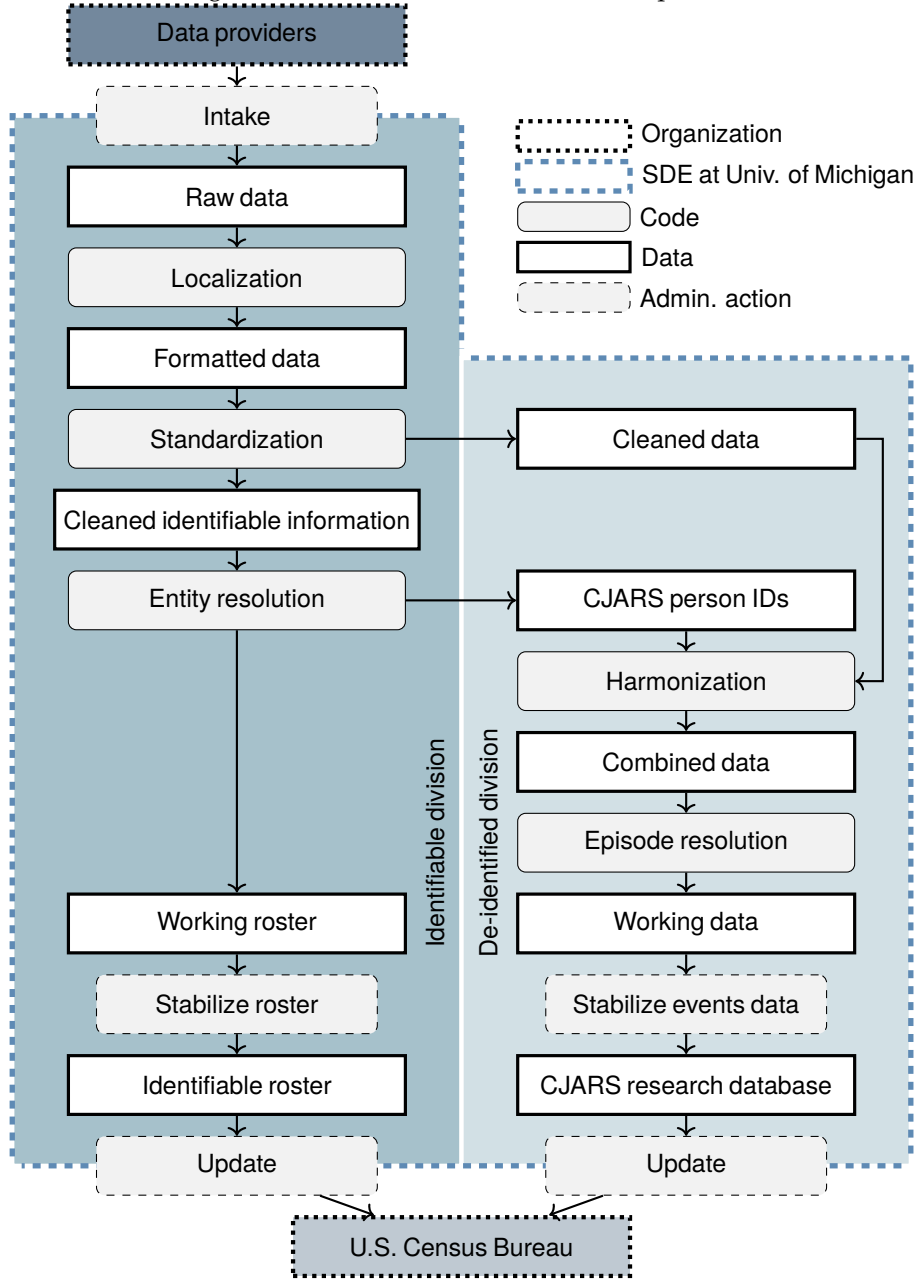 Data providers
Intake
Raw data
Localization
Formatted data
Standardization
Cleaned identifiable information
Entity resolution
Working roster
Stabilize roster
Identifiable roster
Update
Identifiable division
Organization
SDE at Univ. of Michigan
Code
Data
Admin. action
De-identified division
Cleaned data
CJARS person IDs
Harmonization
Combined data
Episode resolution
Working data
Stabilize events data
CJARS research database
Update
U.S. Census Bureau